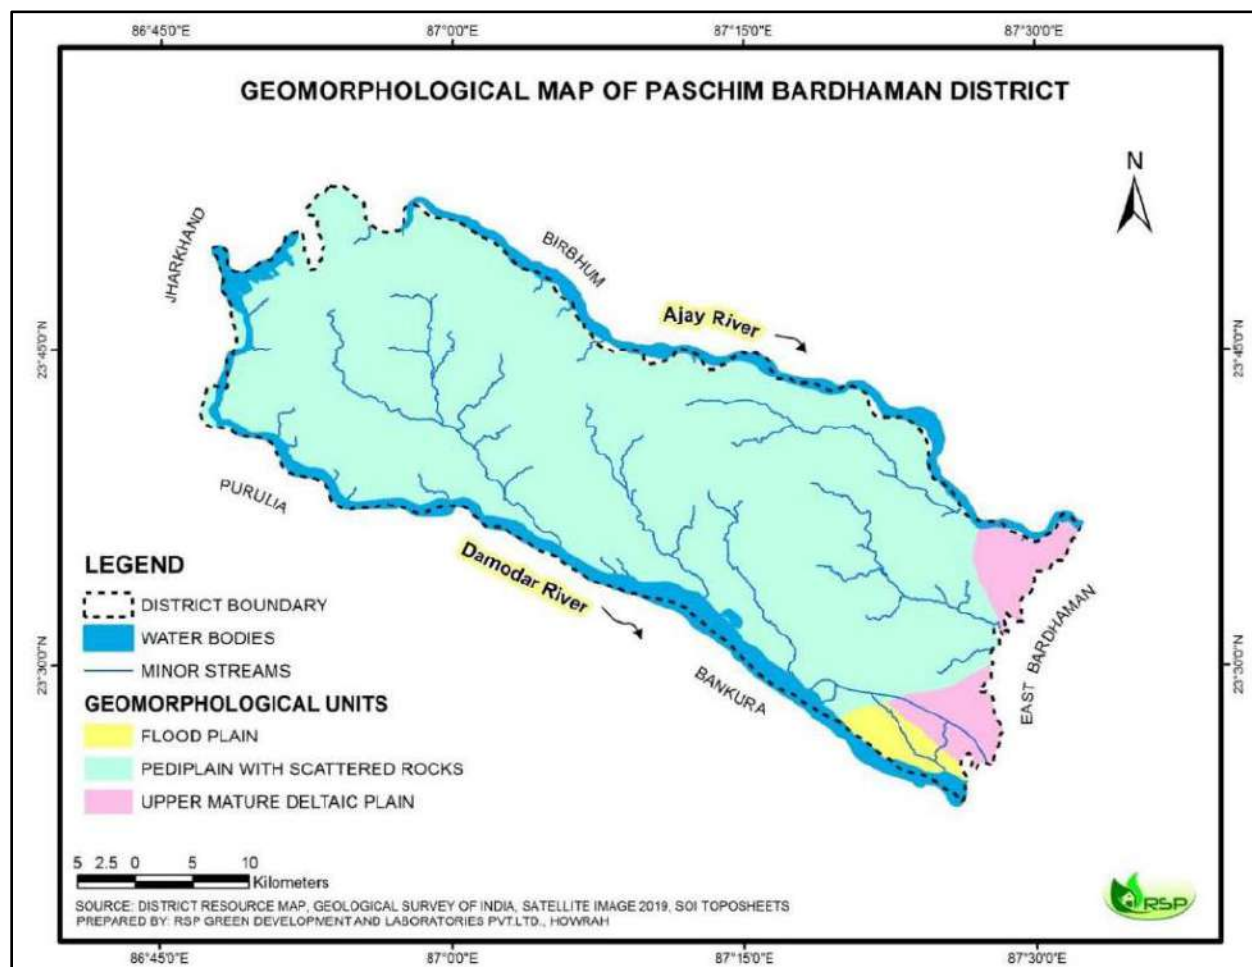 86°45'0"E 87°0'0"E 87°15'0"E 87°30'0"E
GEOMORPHOLOGICAL MAP OF PASCHIM BARDHAMAN DISTRICT
N
JHARKHAND
BIRBHUM
Ajay River
23°45'0"N 23°45'0"N
PURULIA
Damodar River
BANKURA
EAST BARDHAMAN
23°30'0"N 23°30'0"N
LEGEND
DISTRICT BOUNDARY
WATER BODIES
MINOR STREAMS
GEOMORPHOLOGICAL UNITS
FLOOD PLAIN
PEDIPLAIN WITH SCATTERED ROCKS
UPPER MATURE DELTAIC PLAIN
5 2.5 0 5 10
Kilometers
SOURCE: DISTRICT RESOURCE MAP, GEOLOGICAL SURVEY OF INDIA, SATELLITE IMAGE 2019, SOI TOPOSHEETS
PREPARED BY: RSP GREEN DEVELOPMENT AND LABORATORIES PVT.LTD., HOWRAH
RSP
86°45'0"E 87°0'0"E 87°15'0"E 87°30'0"E